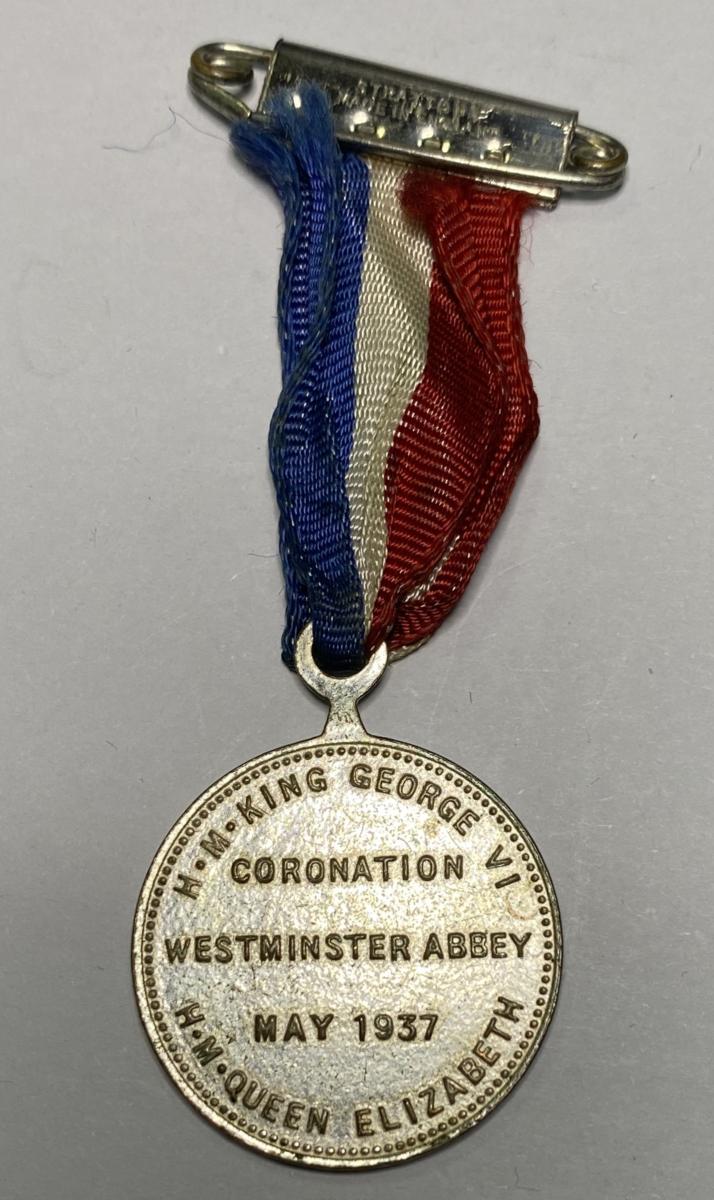 H·M·KING GEORGE VI
CORONATION
WESTMINSTER ABBEY
MAY 1937
H·M·QUEEN ELIZABETH